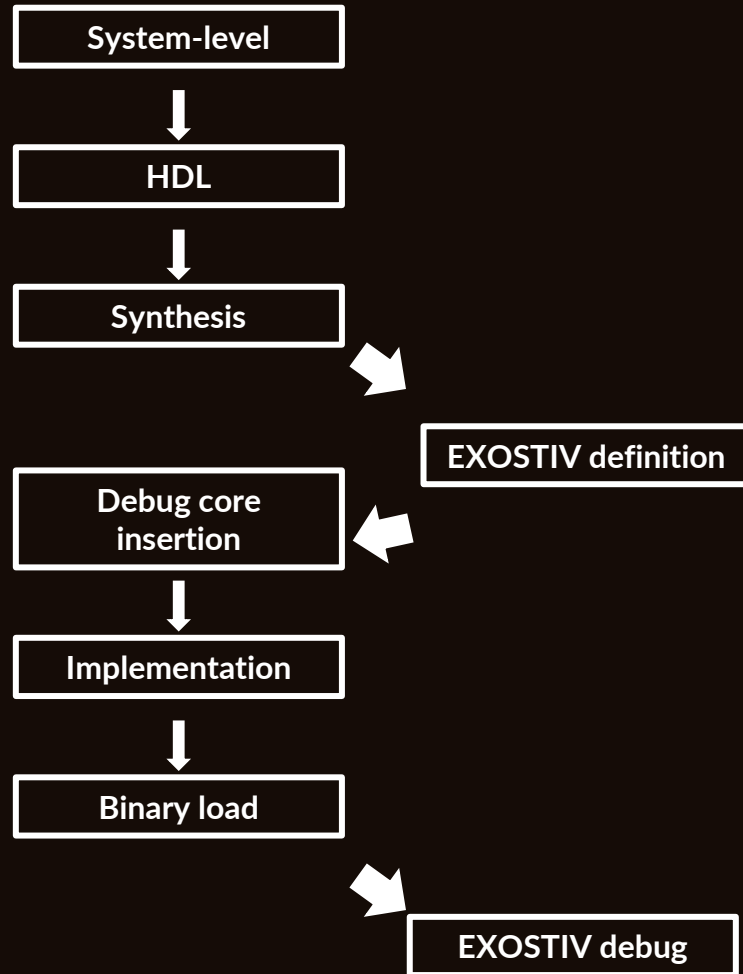 System-level
HDL
Synthesis
EXOSTIV definition
Debug core
insertion
Implementation
Binary load
EXOSTIV debug